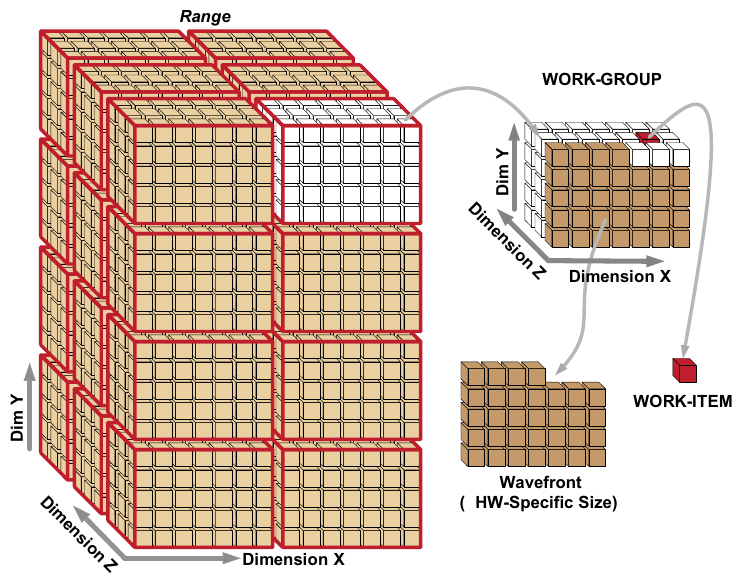 Range
WORK-GROUP
Dim Y
Dimension Z
Dimension X
WORK-ITEM
Wavefront
( HW-Specific Size)
Dim Y
Dimension Z
Dimension X